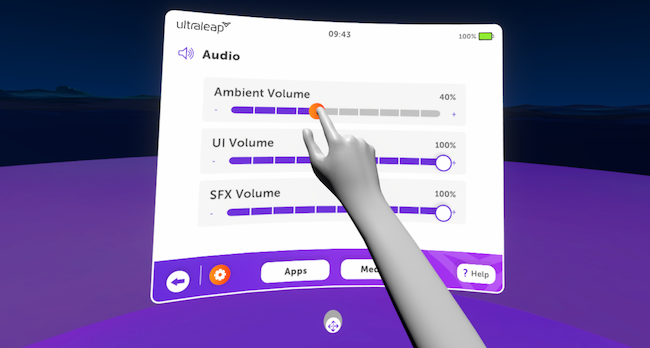 ultraleap
09:43
100%
Audio
Ambient Volume
40%
-
+
UI Volume
100%
-
+
SFX Volume
100%
-
+
Apps
? Help